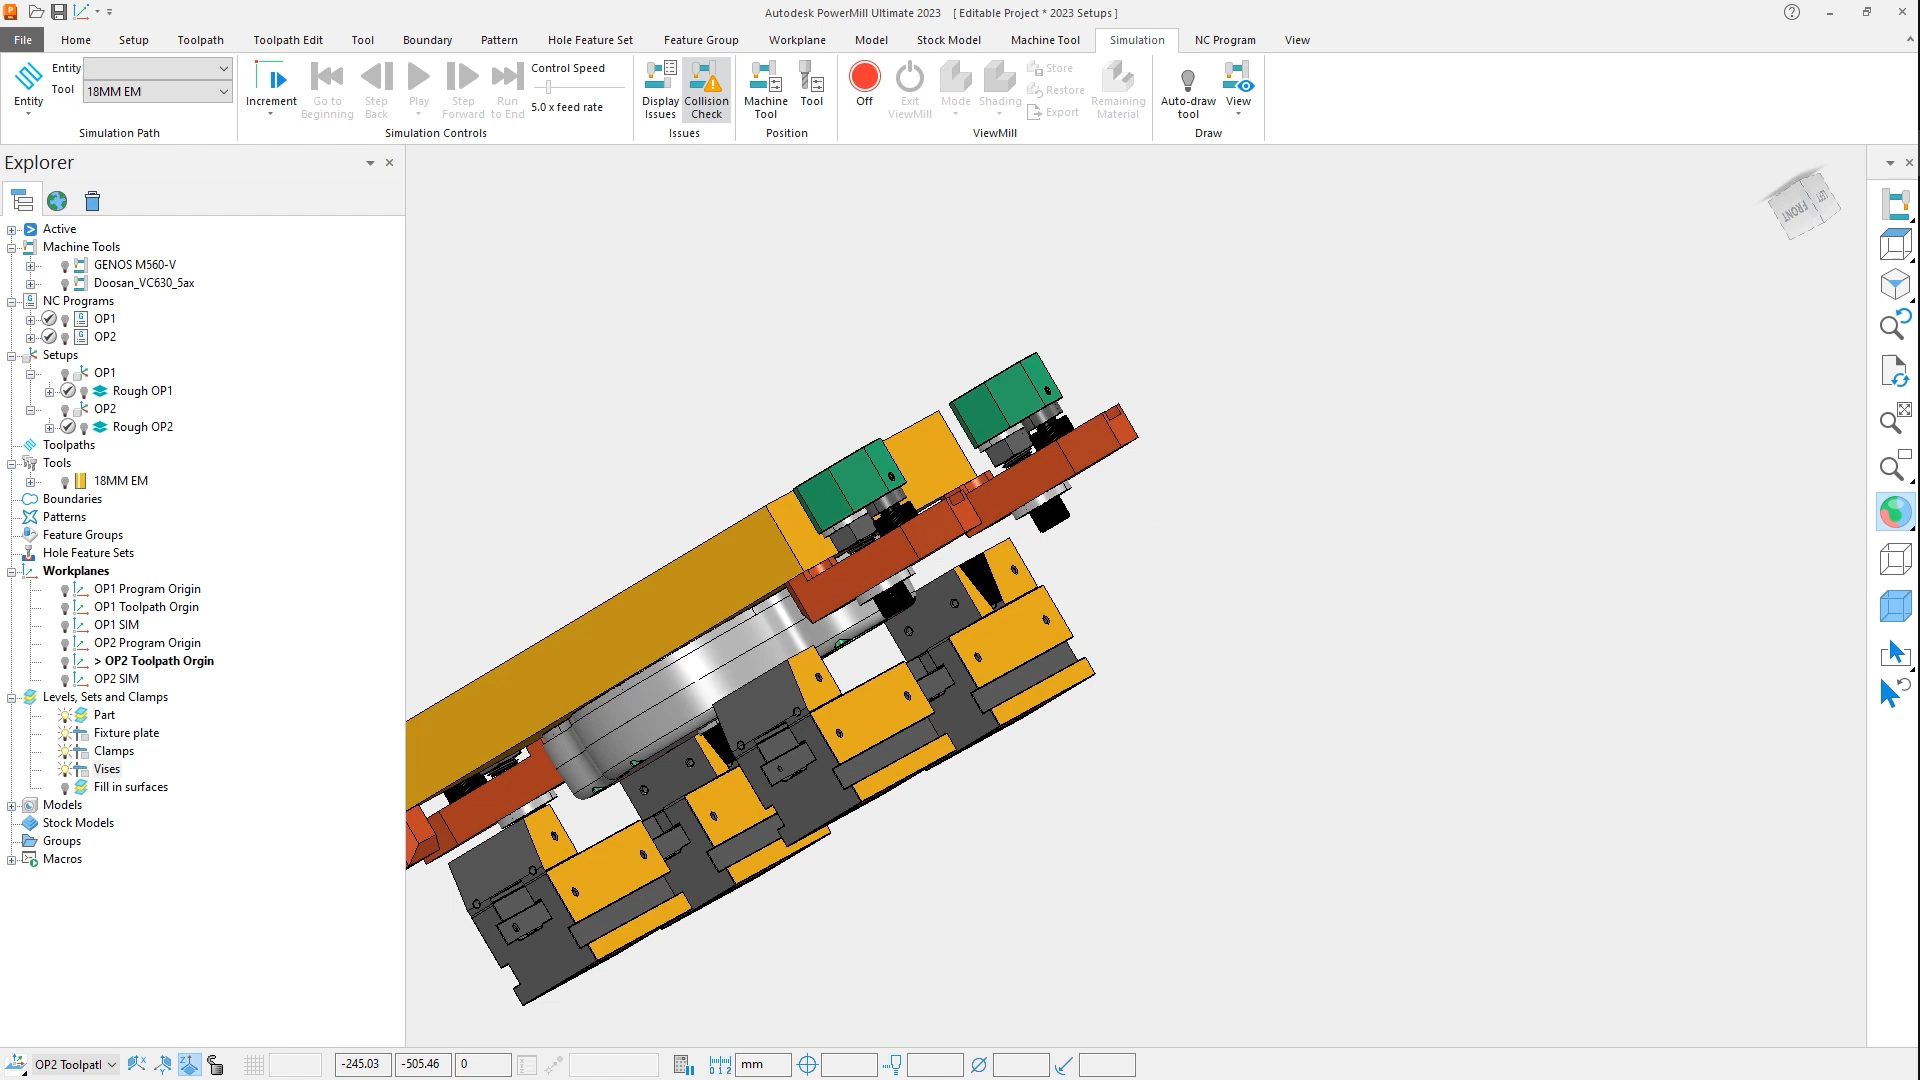 Autodesk PowerMill Ultimate 2023 [ Editable Project * 2023 Setups ]
File Home Setup Toolpath Toolpath Edit Tool Boundary Pattern Hole Feature Set Feature Group Workplane Model Stock Model Machine Tool Simulation NC Program View
Entity
Entity
Tool 18MM EM
Simulation Path
Increment
Go to Beginning
Step Back
Play
Step Forward
Run to End
Control Speed
5.0 x feed rate
Simulation Controls
Display Issues
Collision Check
Issues
Machine Tool
Tool
Position
Off
Exit ViewMill
Mode
Shading
Store
Restore
Export
Remaining Material
ViewMill
Auto-draw tool
View
Draw
Explorer
Active
Machine Tools
GENOS M560-V
Doosan_VC630_5ax
NC Programs
OP1
OP2
Setups
OP1
Rough OP1
OP2
Rough OP2
Toolpaths
Tools
18MM EM
Boundaries
Patterns
Feature Groups
Hole Feature Sets
Workplanes
OP1 Program Origin
OP1 Toolpath Orgin
OP1 SIM
OP2 Program Origin
> OP2 Toolpath Orgin
OP2 SIM
Levels, Sets and Clamps
Part
Fixture plate
Clamps
Vises
Fill in surfaces
Models
Stock Models
Groups
Macros
FRONT
OP2 Toolpatl -245.03 -505.46 0 mm